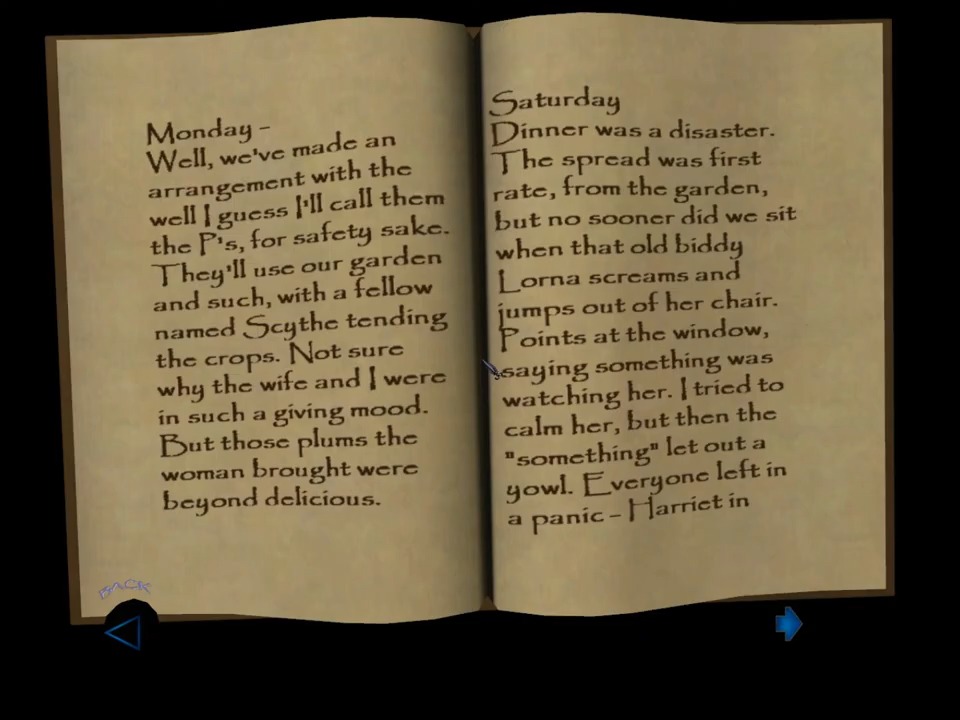 Monday -
Well, we've made an
arrangement with the
well I guess I'll call them
the P's, for safety sake.
They'll use our garden
and such, with a fellow
named Scythe tending
the crops. Not sure
why the wife and I were
in such a giving mood.
But those plums the
woman brought were
beyond delicious.
Saturday
Dinner was a disaster.
The spread was first
rate, from the garden,
but no sooner did we sit
when that old biddy
Lorna screams and
jumps out of her chair.
Points at the window,
saying something was
watching her. I tried to
calm her, but then the
"something" let out a
yowl. Everyone left in
a panic - Harriet in
BACK